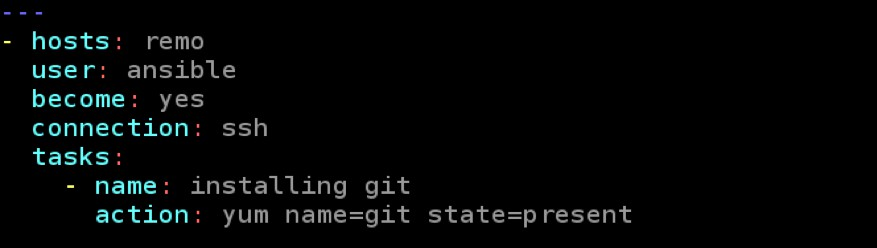 ---
- hosts: remo
user: ansible
become: yes
connection: ssh
tasks:
- name: installing git
action: yum name=git state=present